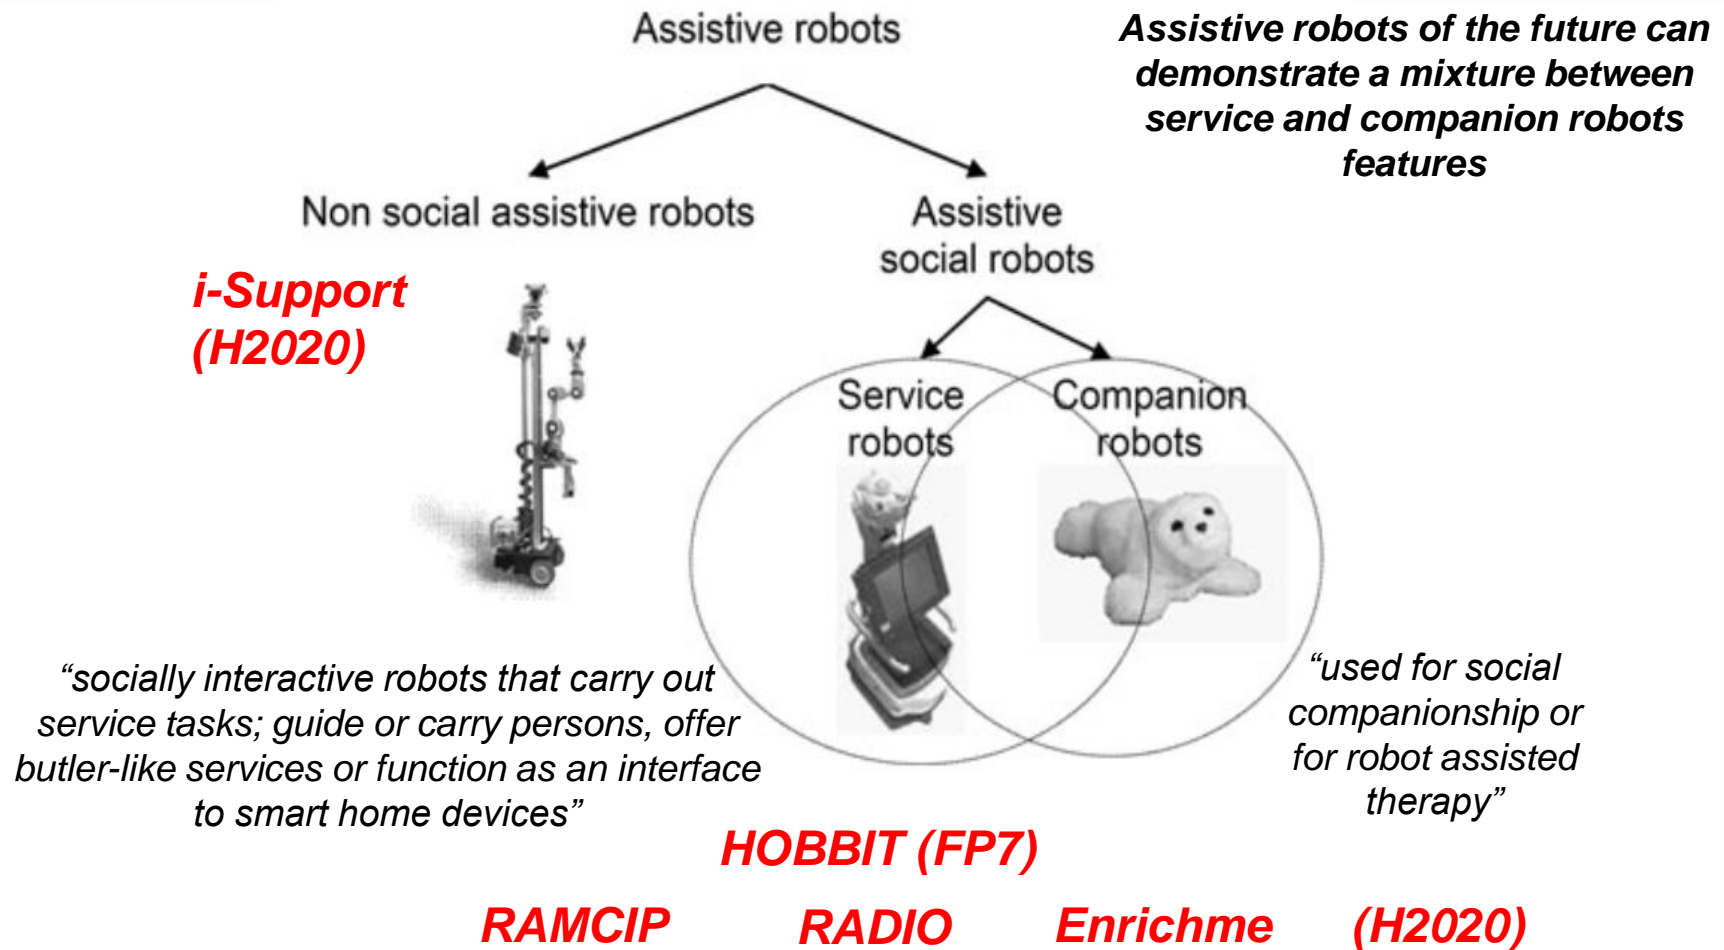 Assistive robots
Assistive robots of the future can
demonstrate a mixture between
service and companion robots
features
Non social assistive robots
Assistive
social robots
i-Support
(H2020)
Service
robots
Companion
robots
“socially interactive robots that carry out
service tasks; guide or carry persons, offer
butler-like services or function as an interface
to smart home devices”
“used for social
companionship or
for robot assisted
therapy”
HOBBIT (FP7)
RAMCIP RADIO Enrichme (H2020)